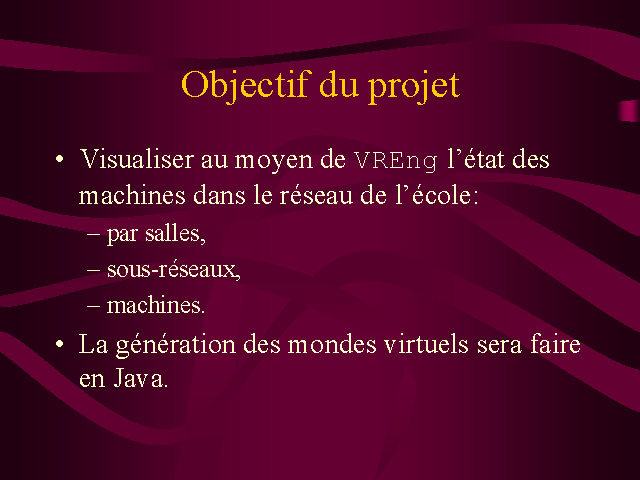 Objectif du projet
• Visualiser au moyen de VREng l’état des
machines dans le réseau de l’école:
– par salles,
– sous-réseaux,
– machines.
• La génération des mondes virtuels sera faire
en Java.